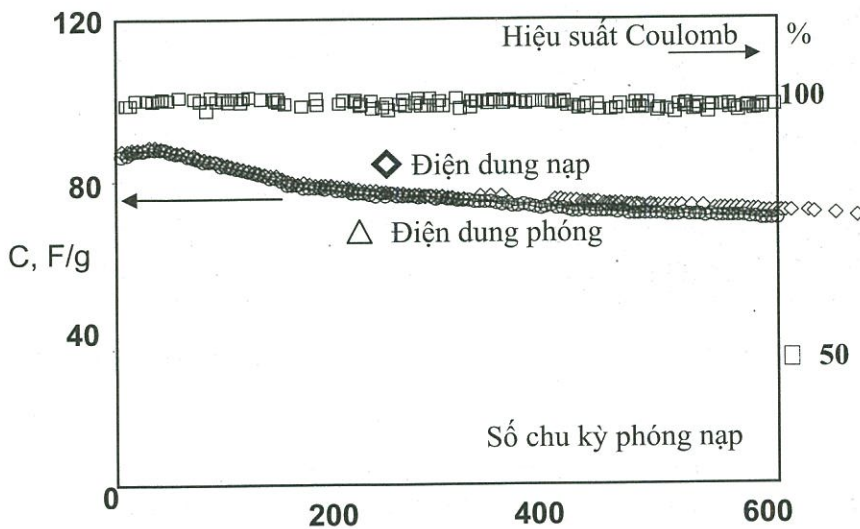 120
Hiệu suất Coulomb
%
100
Điện dung nạp
80
Điện dung phóng
C, F/g
40
50
Số chu kỳ phóng nạp
0
200
400
600